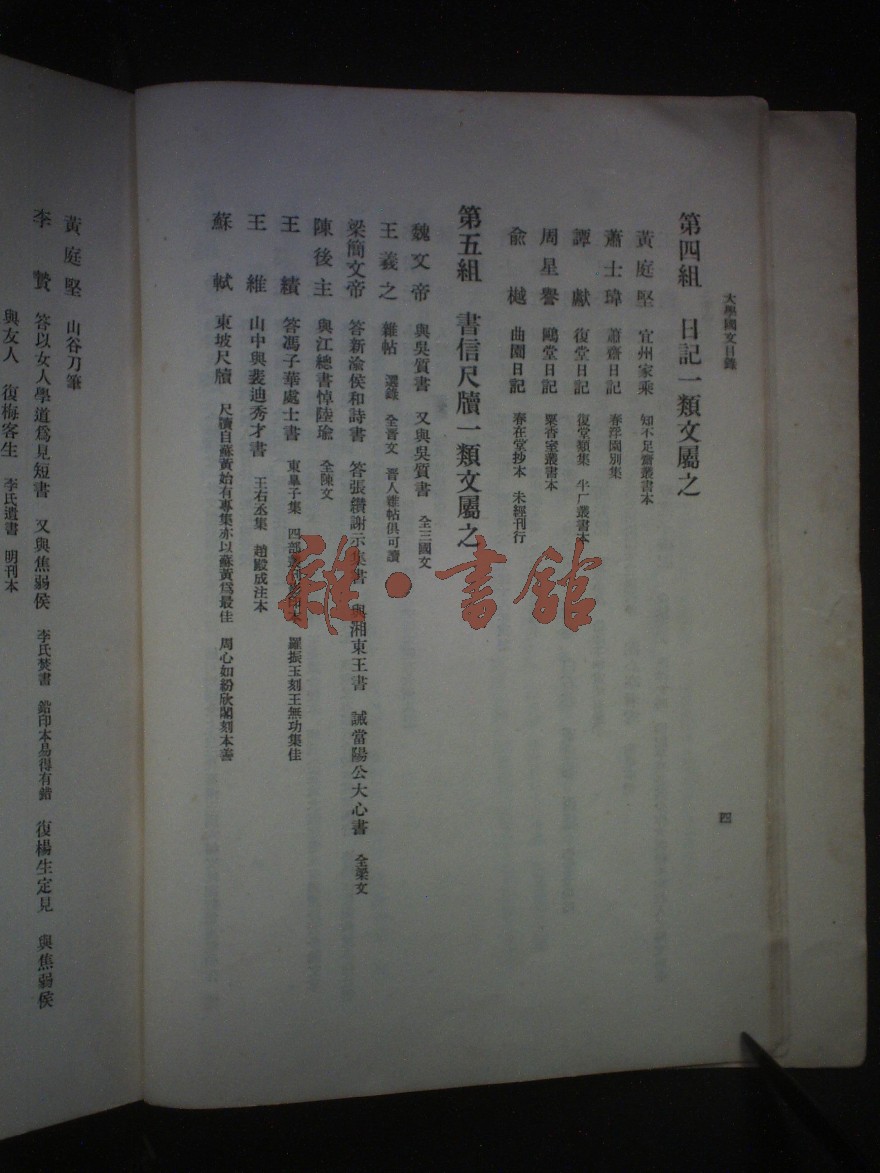 大學國文目錄
四
第四組 日記一類文屬之
黃庭堅 宜州家乘 知不足齋叢書本
蕭士瑋 蕭齋日記 春浮園別集
譚獻 復堂日記 復堂類集 半厂叢書本
周星譽 鷗堂日記 粟香室叢書本
俞樾 曲園日記 春在堂抄本 未經刊行
第五組 書信尺牘一類文屬之
魏文帝 與吳質書 又與吳質書 全三國文
王羲之 雜帖 選錄 全晉文 晉人雜帖俱可讀
梁簡文帝 答新渝侯和詩書 答張纘謝示集書 與湘東王書 誡當陽公大心書 全梁文
陳後主 與江總書悼陸瑜 全陳文
王績 答馮子華處士書 東臯子集 四部叢刊影印本 羅振玉刻王無功集佳
王維 山中與裴迪秀才書 王右丞集 趙殿成注本
蘇軾 東坡尺牘 尺牘自蘇黃始有專集亦以蘇黃爲最佳 周心如紛欣閣刻本善
黃庭堅 山谷刀筆
李贄 答以女人學道爲見短書 又與焦弱侯 李氏焚書 鉛印本易得有錯 復楊生定見 與焦弱侯
與友人 復梅客生 李氏遺書 明刊本
雜·書館